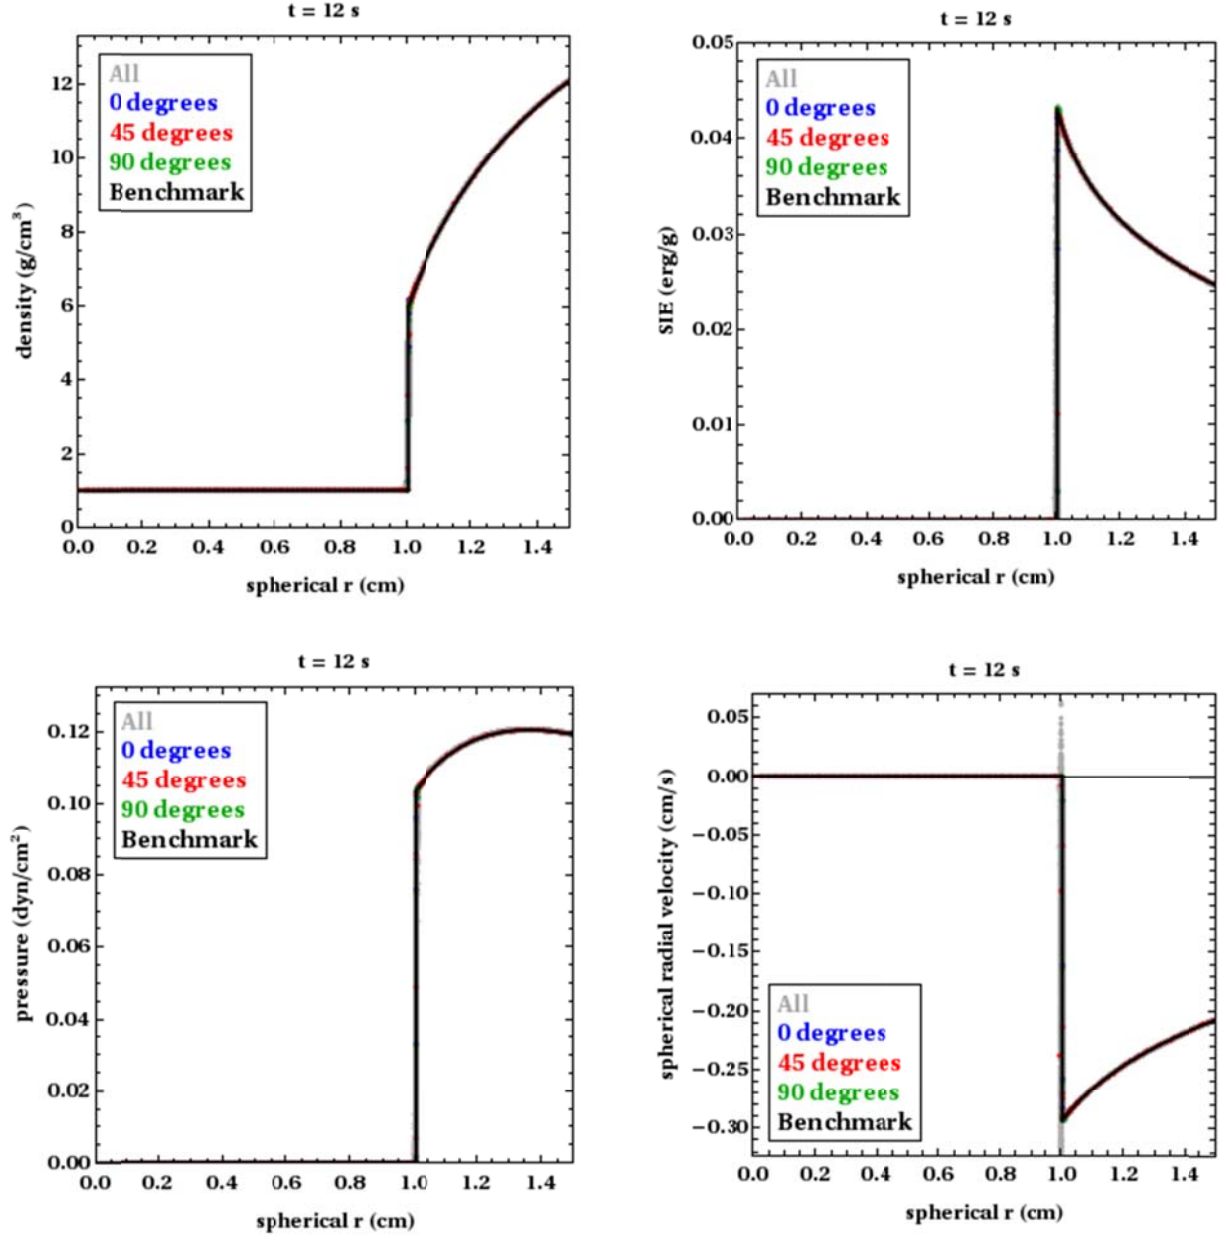 t = 12 s
All
0 degrees
45 degrees
90 degrees
Benchmark
density (g/cm³)
12
10
8
6
4
2
0
0.0 0.2 0.4 0.6 0.8 1.0 1.2 1.4
spherical r (cm)
t = 12 s
All
0 degrees
45 degrees
90 degrees
Benchmark
SIE (erg/g)
0.05
0.04
0.03
0.02
0.01
0.00
0.0 0.2 0.4 0.6 0.8 1.0 1.2 1.4
spherical r (cm)
t = 12 s
All
0 degrees
45 degrees
90 degrees
Benchmark
pressure (dyn/cm²)
0.12
0.10
0.08
0.06
0.04
0.02
0.00
0.0 0.2 0.4 0.6 0.8 1.0 1.2 1.4
spherical r (cm)
t = 12 s
spherical radial velocity (cm/s)
0.05
0.00
−0.05
−0.10
−0.15
−0.20
−0.25
−0.30
All
0 degrees
45 degrees
90 degrees
Benchmark
0.0 0.2 0.4 0.6 0.8 1.0 1.2 1.4
spherical r (cm)